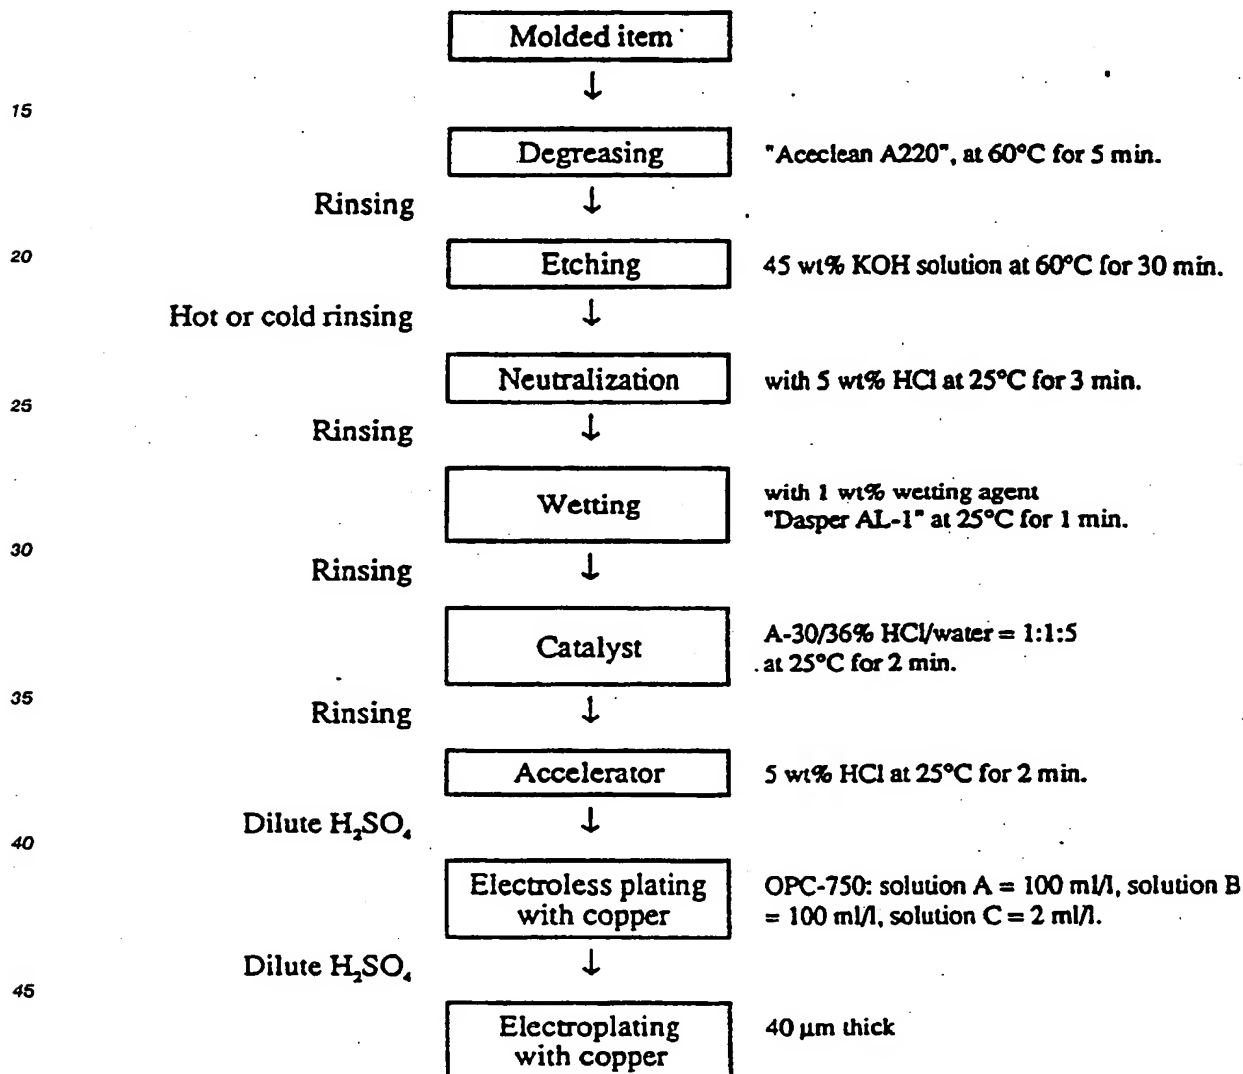 Molded item
↓
15
Degreasing "Aceclean A220", at 60°C for 5 min.
Rinsing ↓
20
Etching 45 wt% KOH solution at 60°C for 30 min.
Hot or cold rinsing ↓
Neutralization with 5 wt% HCl at 25°C for 3 min.
25
Rinsing ↓
Wetting with 1 wt% wetting agent
"Dasper AL-1" at 25°C for 1 min.
30
Rinsing ↓
Catalyst A-30/36% HCl/water = 1:1:5
at 25°C for 2 min.
35
Rinsing ↓
Accelerator 5 wt% HCl at 25°C for 2 min.
Dilute H₂SO₄ ↓
40
Electroless plating OPC-750: solution A = 100 ml/l, solution B
with copper = 100 ml/l, solution C = 2 ml/l.
Dilute H₂SO₄ ↓
45
Electroplating 40 µm thick
with copper